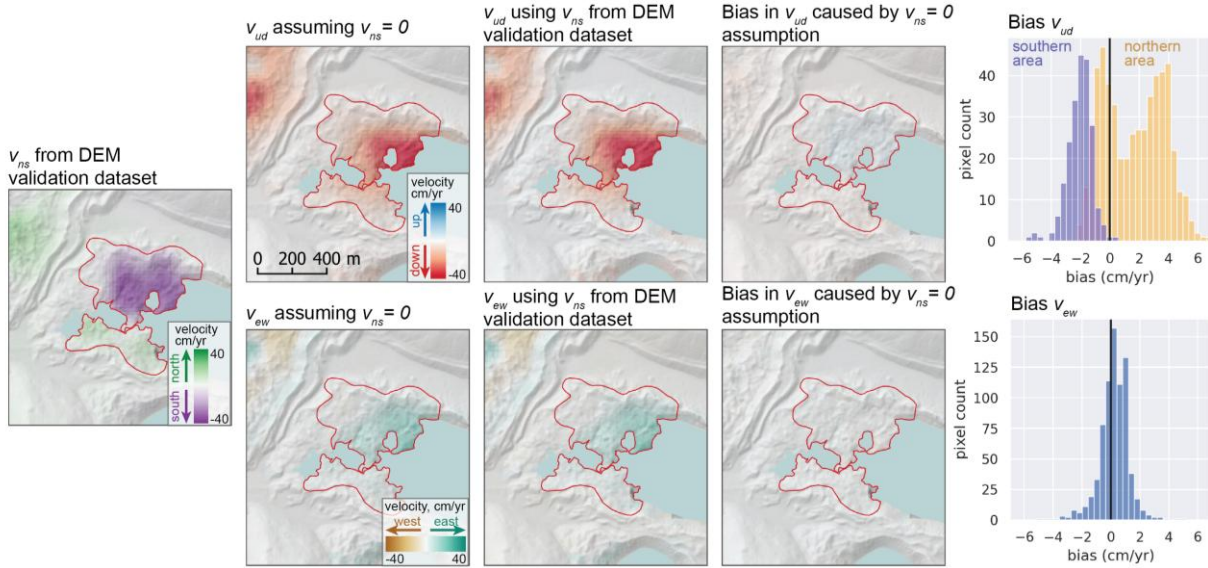 v_ns from DEM
validation dataset
velocity
cm/yr
40
north
south
-40
v_ud assuming v_ns = 0
velocity
cm/yr
40
up
down
-40
0 200 400 m
v_ud using v_ns from DEM
validation dataset
Bias in v_ud caused by v_ns = 0
assumption
Bias v_ud
southern
area
northern
area
pixel count
40
30
20
10
0
-6 -4 -2 0 2 4 6
bias (cm/yr)
v_ew assuming v_ns = 0
velocity, cm/yr
west east
-40 40
v_ew using v_ns from DEM
validation dataset
Bias in v_ew caused by v_ns = 0
assumption
Bias v_ew
pixel count
150
125
100
75
50
25
0
-6 -4 -2 0 2 4 6
bias (cm/yr)